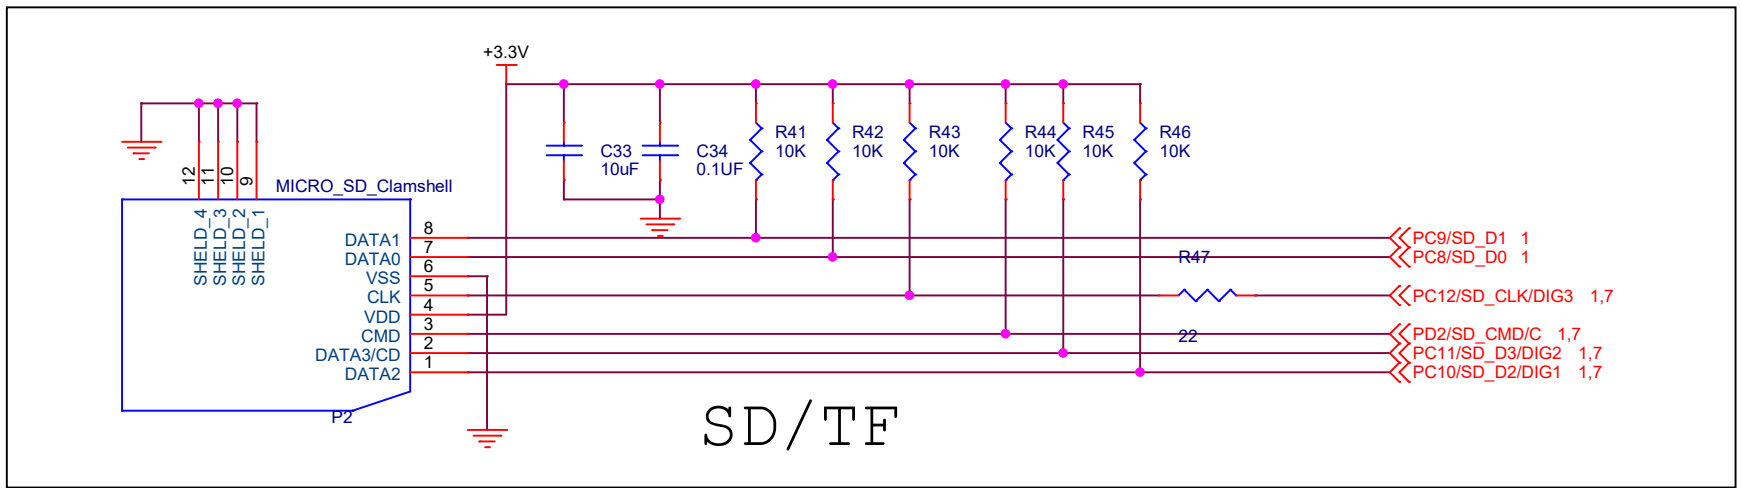 +3.3V
C33
10uF
C34
0.1UF
R41
10K
R42
10K
R43
10K
R44
10K
R45
10K
R46
10K
12
11
10
9
MICRO_SD_Clamshell
SHELD_4
SHELD_3
SHELD_2
SHELD_1
DATA1 8
DATA0 7
VSS 6
CLK 5
VDD 4
CMD 3
DATA3/CD 2
DATA2 1
P2
R47
22
PC9/SD_D1 1
PC8/SD_D0 1
PC12/SD_CLK/DIG3 1,7
PD2/SD_CMD/C 1,7
PC11/SD_D3/DIG2 1,7
PC10/SD_D2/DIG1 1,7
SD/TF